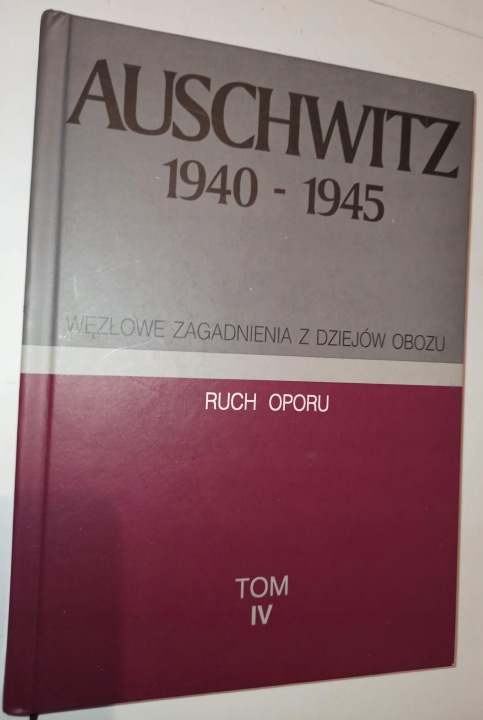 AUSCHWITZ
1940 - 1945
WĘZŁOWE ZAGADNIENIA Z DZIEJÓW OBOZU
RUCH OPORU
TOM
IV